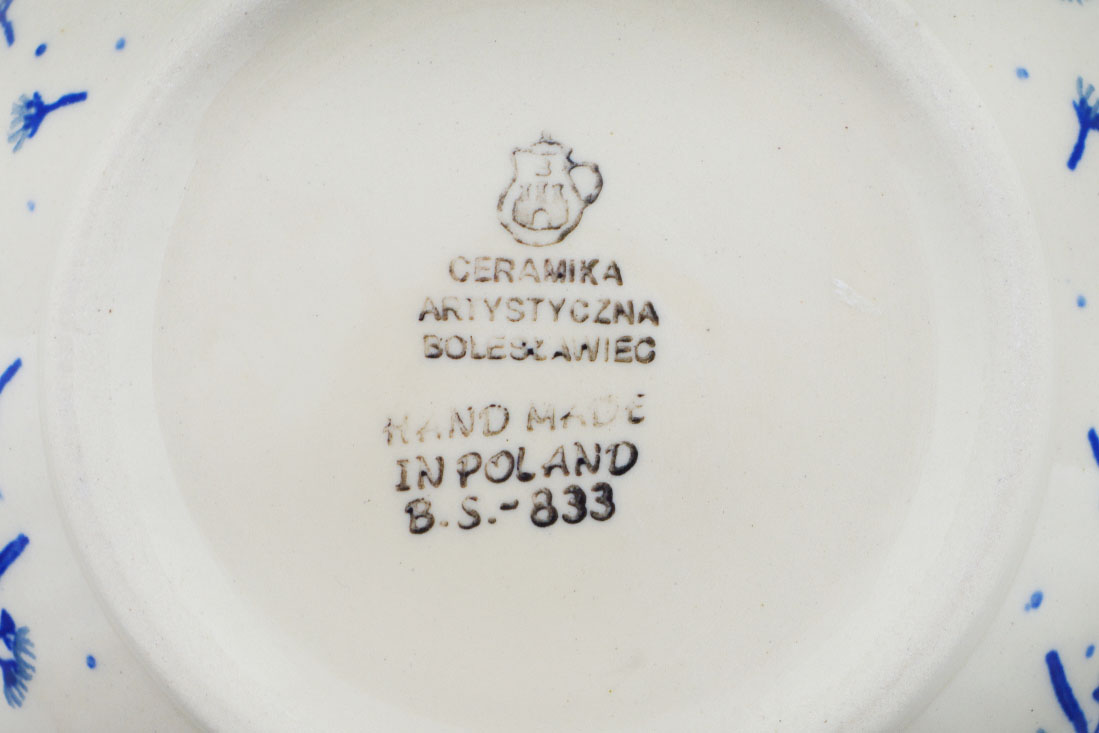 CERAMIKA
ARTYSTYCZNA
BOLESŁAWIEC
HAND MADE
IN POLAND
B.S.-833